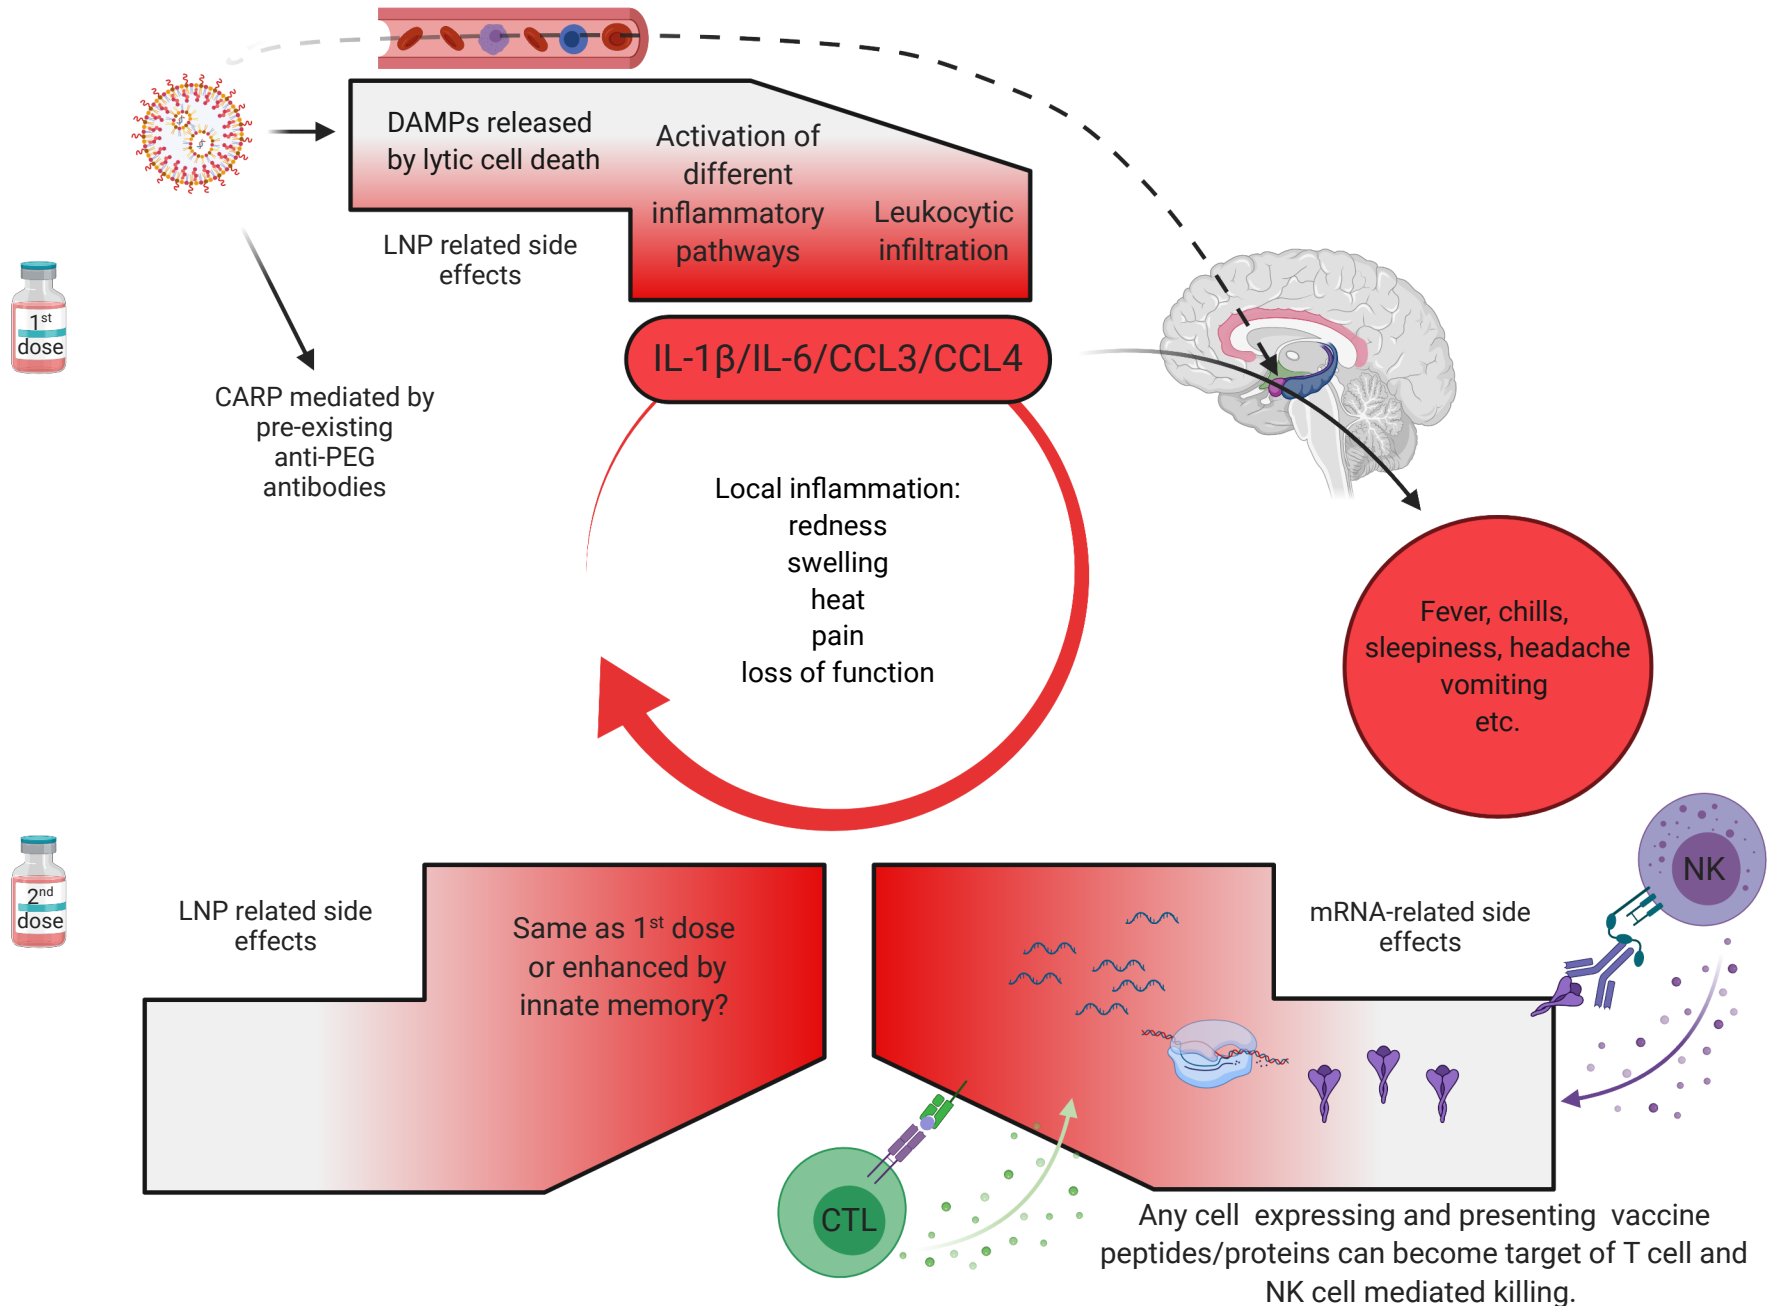 DAMPs released
by lytic cell death
Activation of
different
inflammatory
pathways
Leukocytic
infiltration
LNP related side
effects
1st
dose
IL-1β/IL-6/CCL3/CCL4
CARP mediated by
pre-existing
anti-PEG
antibodies
Local inflammation:
redness
swelling
heat
pain
loss of function
Fever, chills,
sleepiness, headache
vomiting
etc.
2nd
dose
LNP related side
effects
Same as 1st dose
or enhanced by
innate memory?
mRNA-related side
effects
NK
CTL
Any cell expressing and presenting vaccine
peptides/proteins can become target of T cell and
NK cell mediated killing.